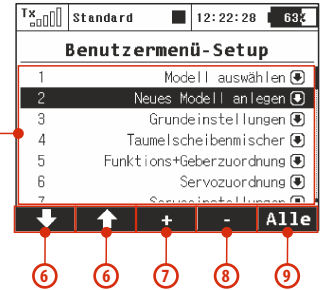 Tx Standard 12:22:28 63%
Benutzermenü-Setup
1 Modell auswählen
2 Neues Modell anlegen
3 Grundeinstellungen
4 Taumelscheibenmischer
5 Funktions+Geberzuordnung
6 Servozuordnung
7 Servoeinstellungen
+ - Alle
6 6 7 8 9